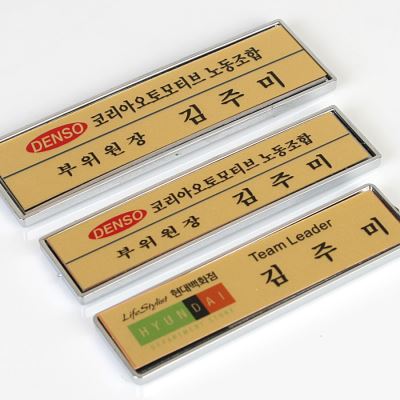 DENSO 코리아오토모티브 노동조합
부위원장 김주미
DENSO 코리아오토모티브 노동조합
부위원장 김주미
LifeStylist 현대백화점
HYUNDAI
DEPARTMENT STORE
Team Leader
김주미